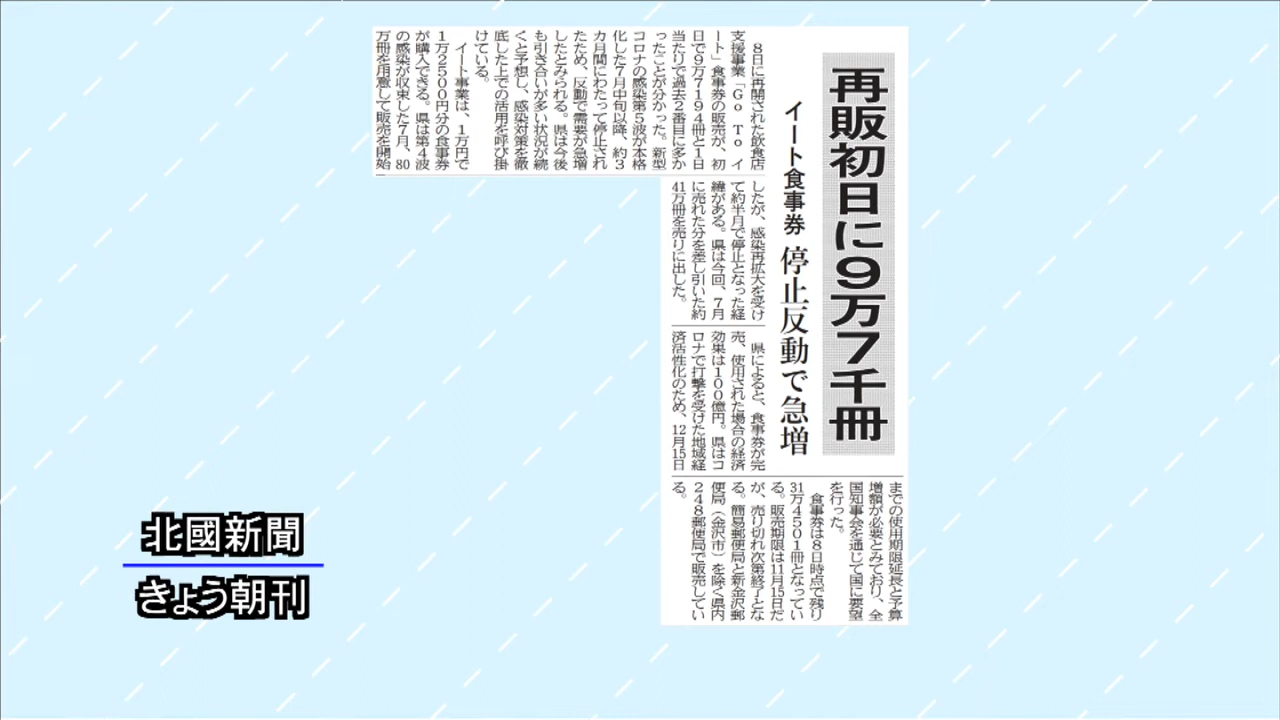 再販初日に9万7千冊
イート食事券 停止反動で急増
8日に再開された飲食店
支援事業「Go To イ
ート」食事券の販売が、初
日で9万7194冊と1日
当たりで過去2番目に多か
ったことが分かった。新型
コロナの感染第5波が本格
化した7月中旬以降、約3
カ月間にわたって停止され
たため、反動で需要が急増
したとみられる。県は今後
も引き合いが多い状況が続
くと予想し、感染対策を徹
底した上での活用を呼び掛
けている。
イート事業は、1万円で
1万2500円分の食事券
が購入できる。県は第4波
の感染が収束した7月、80
万冊を用意して販売を開始
したが、感染再拡大を受け
て約半月で停止となった経
緯がある。県は今回、7月
に売れた分を差し引いた約
41万冊を売りに出した。
県によると、食事券が完
売、使用された場合の経済
効果は100億円。県はコ
ロナで打撃を受けた地域経
済活性化のため、12月15日
までの使用期限延長と予算
増額が必要とみており、全
国知事会を通じて国に要望
を行った。
食事券は8日時点で残り
31万4501冊となってい
る。販売期限は11月15日だ
が、売り切れ次第終了とな
る。簡易郵便局と新金沢郵
便局（金沢市）を除く県内
248郵便局で販売してい
る。
北國新聞
きょう朝刊